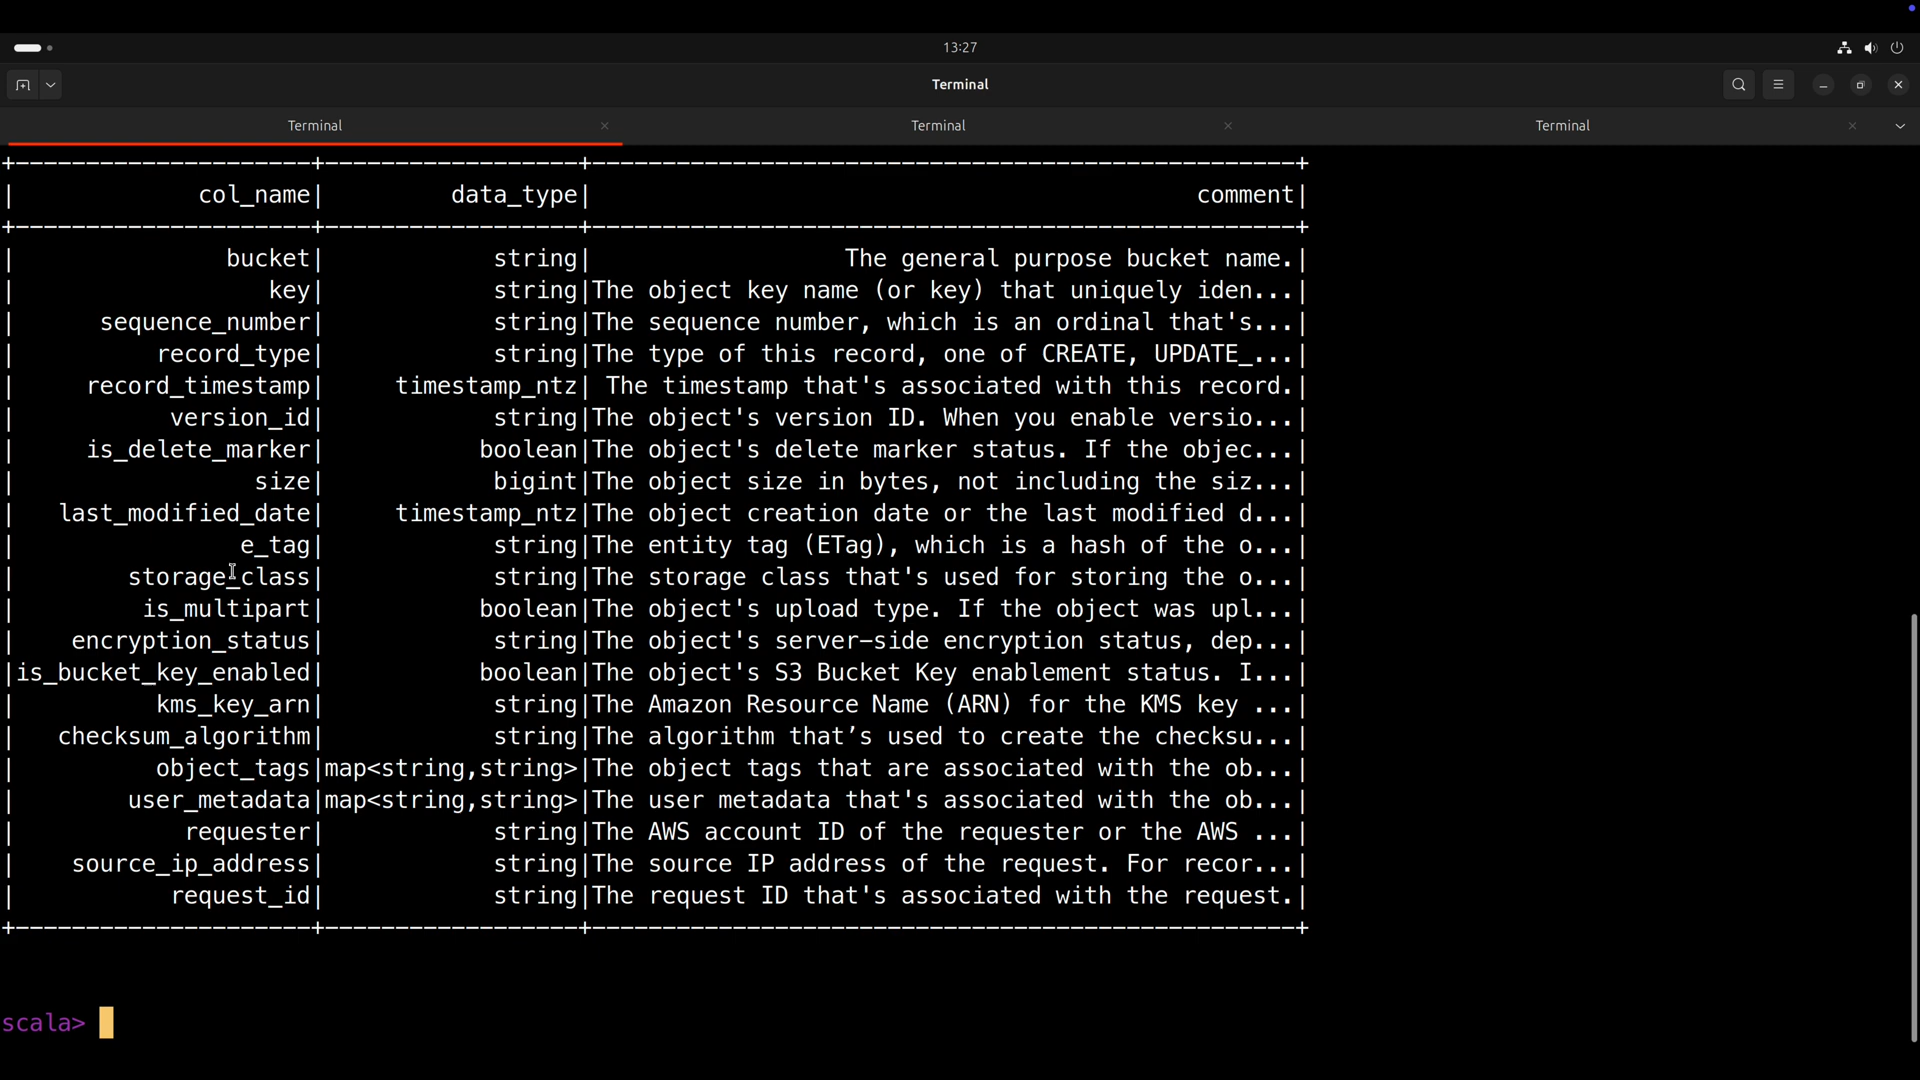 13:27
Terminal
Terminal Terminal Terminal
+---------------------+------------------+--------------------------------------------------+
| col_name| data_type| comment|
+---------------------+------------------+--------------------------------------------------+
| bucket| string| The general purpose bucket name.|
| key| string|The object key name (or key) that uniquely iden...|
| sequence_number| string|The sequence number, which is an ordinal that's...|
| record_type| string|The type of this record, one of CREATE, UPDATE_...|
| record_timestamp| timestamp_ntz| The timestamp that's associated with this record.|
| version_id| string|The object's version ID. When you enable versio...|
| is_delete_marker| boolean|The object's delete marker status. If the objec...|
| size| bigint|The object size in bytes, not including the siz...|
| last_modified_date| timestamp_ntz|The object creation date or the last modified d...|
| e_tag| string|The entity tag (ETag), which is a hash of the o...|
| storage_class| string|The storage class that's used for storing the o...|
| is_multipart| boolean|The object's upload type. If the object was upl...|
| encryption_status| string|The object's server-side encryption status, dep...|
|is_bucket_key_enabled| boolean|The object's S3 Bucket Key enablement status. I...|
| kms_key_arn| string|The Amazon Resource Name (ARN) for the KMS key ...|
| checksum_algorithm| string|The algorithm that’s used to create the checksu...|
| object_tags|map<string,string>|The object tags that are associated with the ob...|
| user_metadata|map<string,string>|The user metadata that's associated with the ob...|
| requester| string|The AWS account ID of the requester or the AWS ...|
| source_ip_address| string|The source IP address of the request. For recor...|
| request_id| string|The request ID that's associated with the request.|
+---------------------+------------------+--------------------------------------------------+
scala>